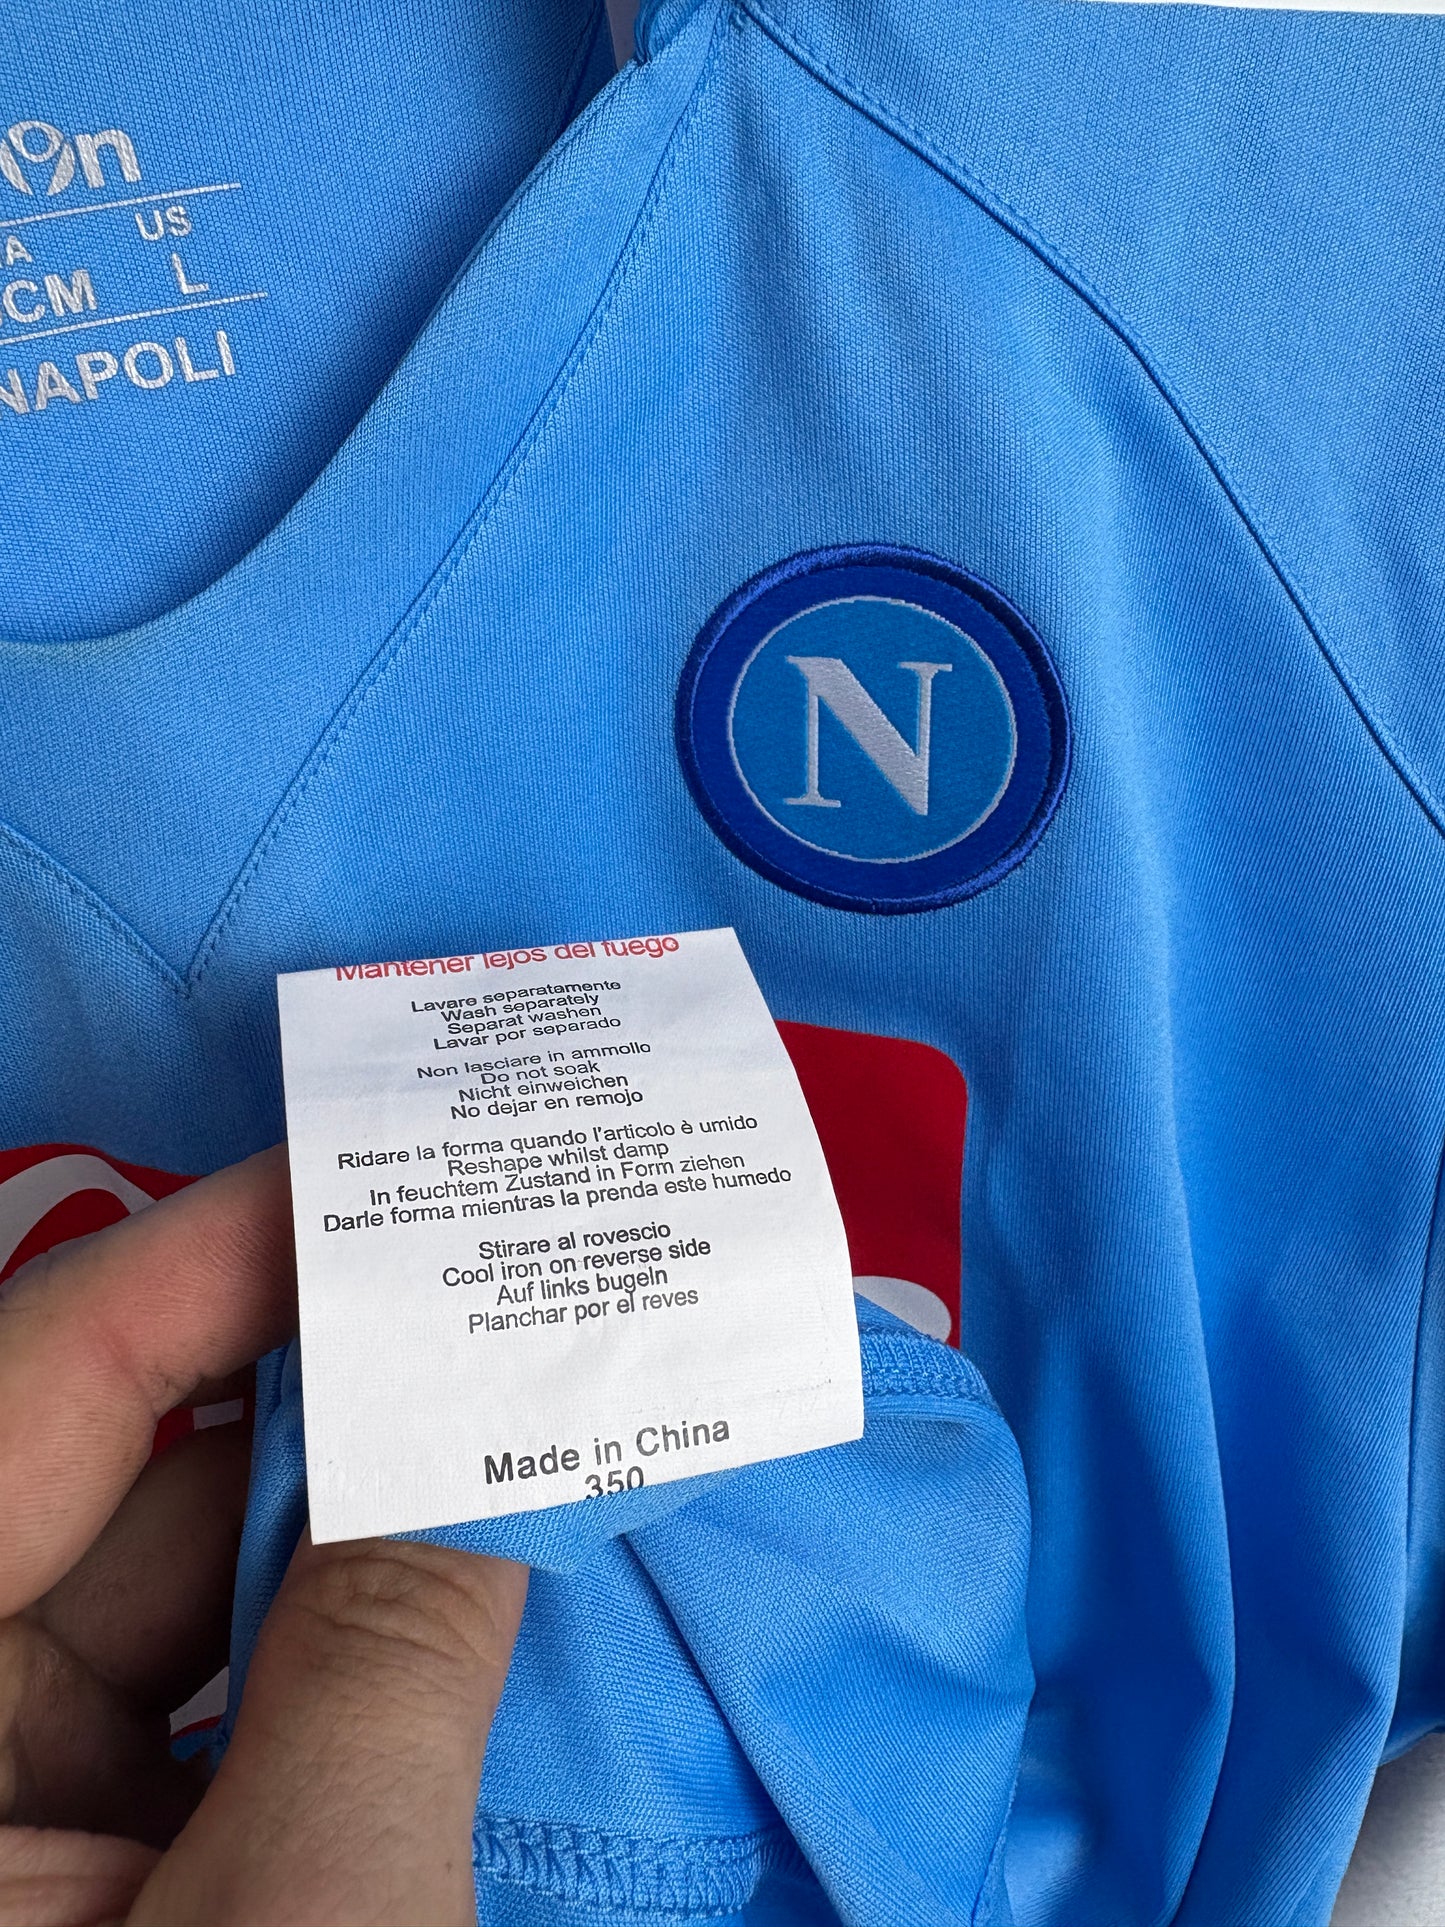 US
CM L
NAPOLI
N
Mantener lejos del fuego
Lavare separatamente
Wash separately
Separat washen
Lavar por separado
Non lasciare in ammollo
Do not soak
Nicht einweichen
No dejar en remojo
Ridare la forma quando l'articolo è umido
Reshape whilst damp
In feuchtem Zustand in Form ziehen
Darle forma mientras la prenda este humedo
Stirare al rovescio
Cool iron on reverse side
Auf links bugeln
Planchar por el reves
Made in China
350